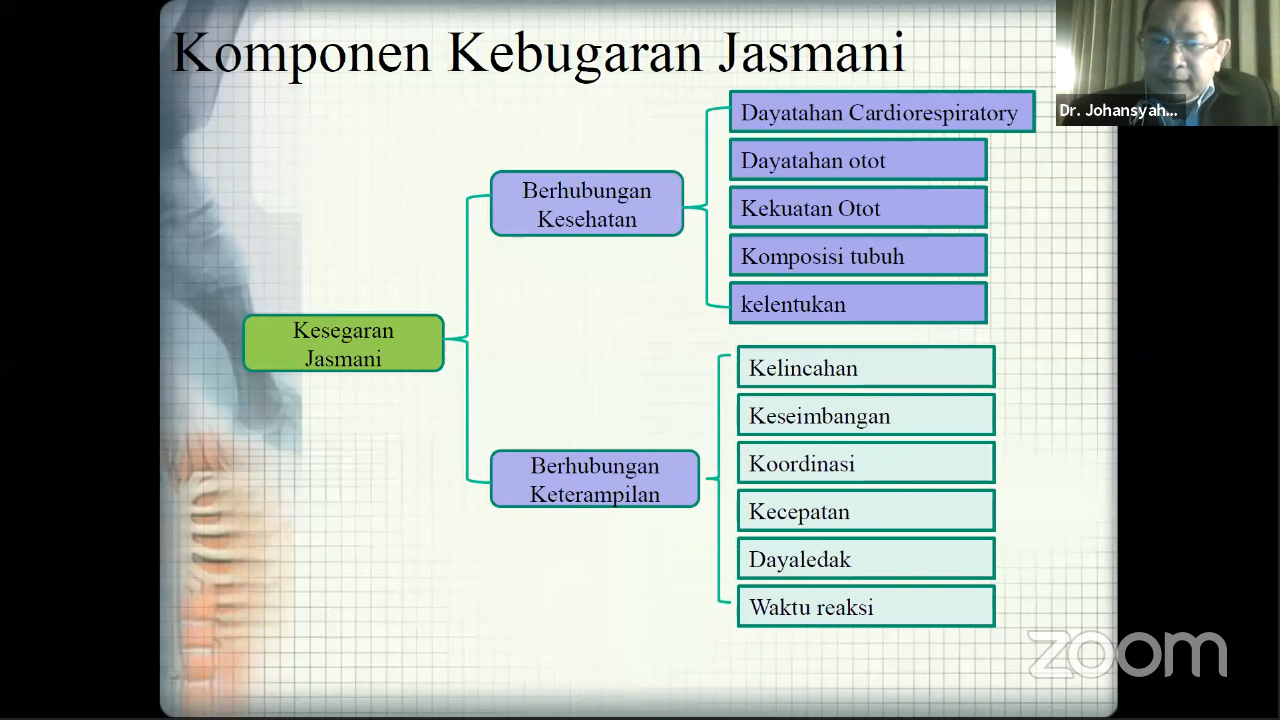 Komponen Kebugaran Jasmani
Dr. Johansyah...
Kesegaran
Jasmani
Berhubungan
Kesehatan
Dayatahan Cardiorespiratory
Dayatahan otot
Kekuatan Otot
Komposisi tubuh
kelentukan
Berhubungan
Keterampilan
Kelincahan
Keseimbangan
Koordinasi
Kecepatan
Dayaledak
Waktu reaksi
zoom